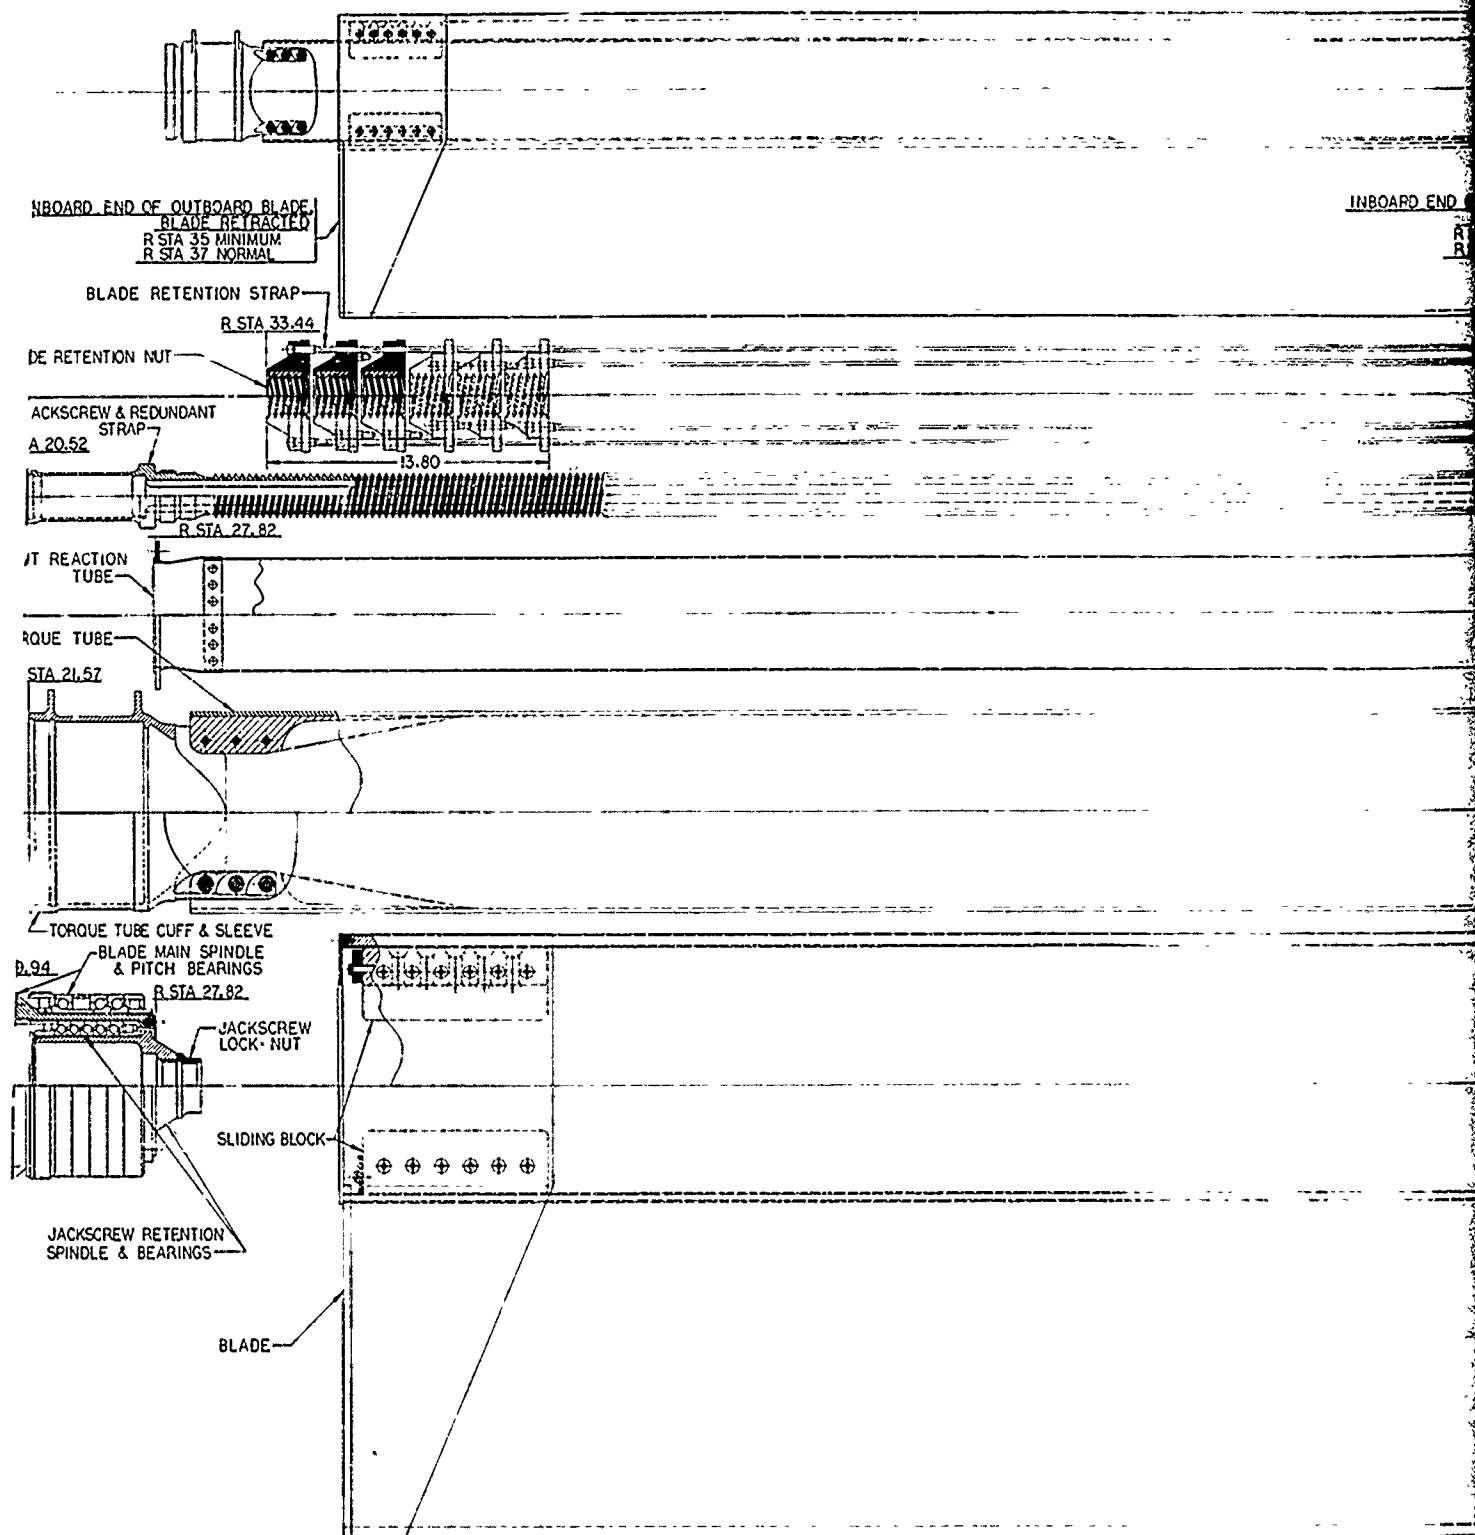 NBOARD END OF OUTBOARD BLADE,
BLADE RETRACTED
R STA 35 MINIMUM
R STA 37 NORMAL
INBOARD END
R
R
BLADE RETENTION STRAP
R STA 33.44
DE RETENTION NUT
ACKSCREW & REDUNDANT
STRAP
A 20.52
13.80
R STA 27.82
UT REACTION
TUBE
RQUE TUBE
STA 21.57
TORQUE TUBE CUFF & SLEEVE
BLADE MAIN SPINDLE
& PITCH BEARINGS
0.94
R STA 27.82
JACKSCREW
LOCK-NUT
SLIDING BLOCK
JACKSCREW RETENTION
SPINDLE & BEARINGS
BLADE